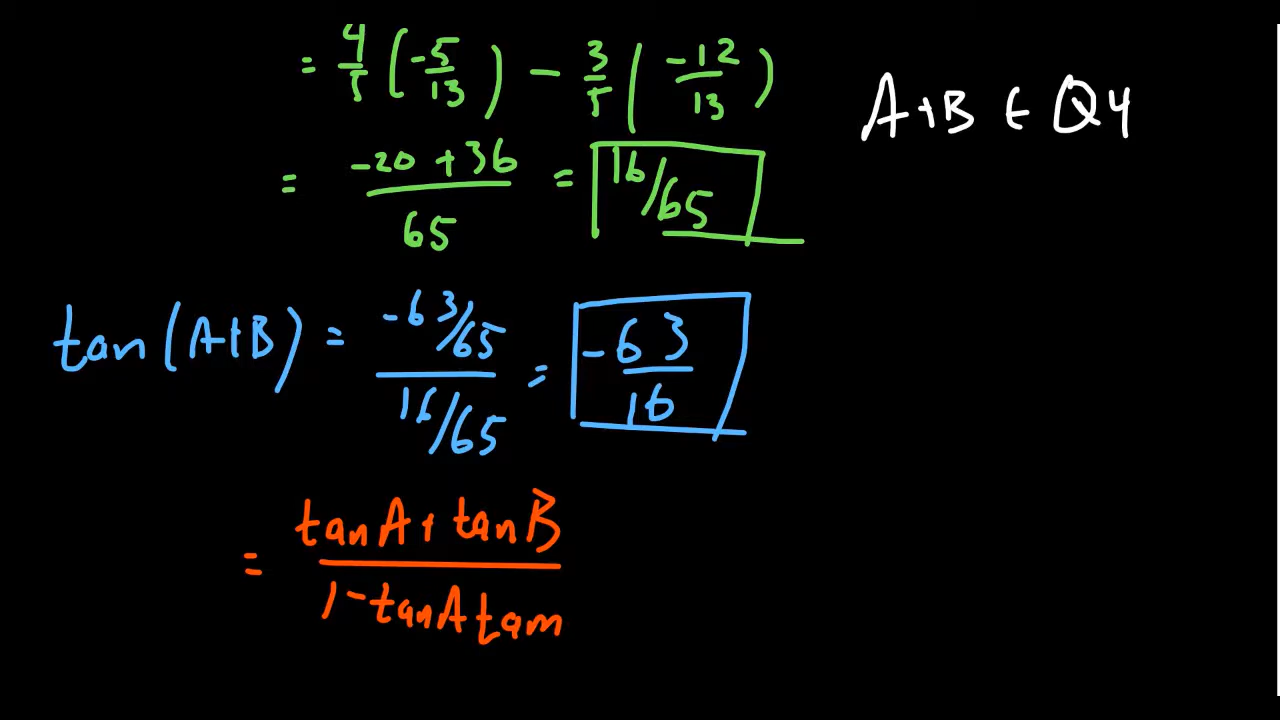 = 4/5 (-5/13) - 3/5 (-12/13)
A+B ∈ Q4
= (-20 + 36)/65 = 16/65
tan(A+B) = (-63/65)/(16/65) = -63/16
= (tanA + tanB)/(1 - tanA tan)